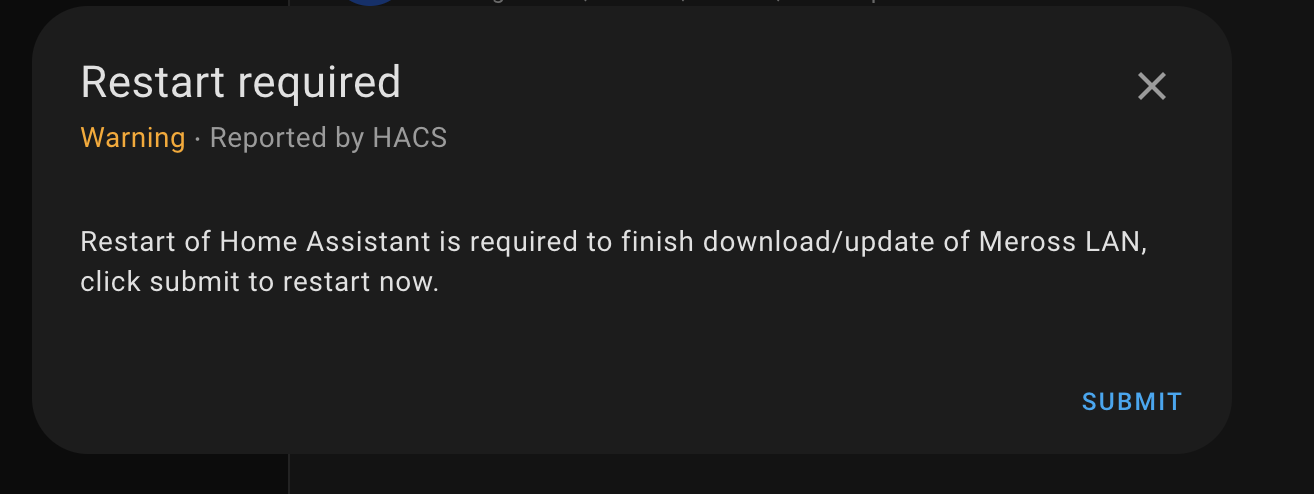 Restart required
Warning · Reported by HACS
Restart of Home Assistant is required to finish download/update of Meross LAN,
click submit to restart now.
SUBMIT